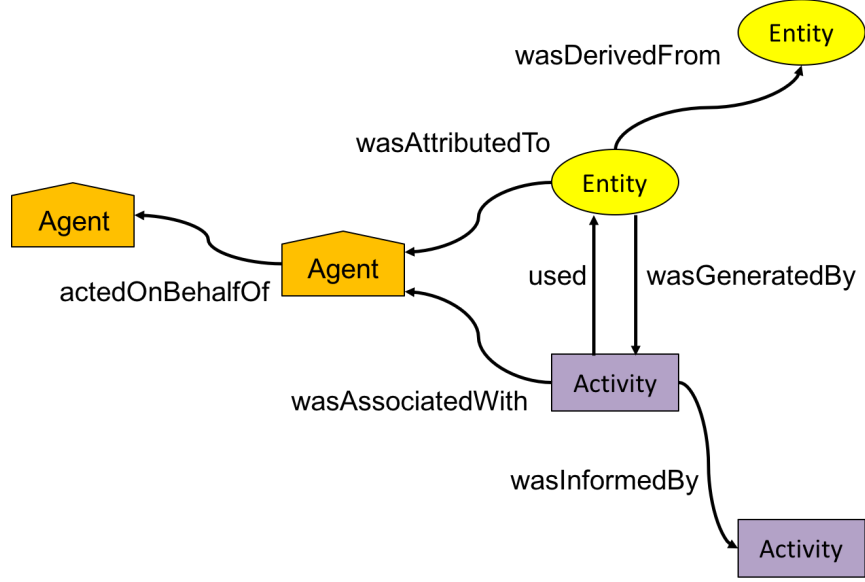 Entity
wasDerivedFrom
wasAttributedTo
Entity
Agent
Agent
used
wasGeneratedBy
actedOnBehalfOf
Activity
wasAssociatedWith
wasInformedBy
Activity